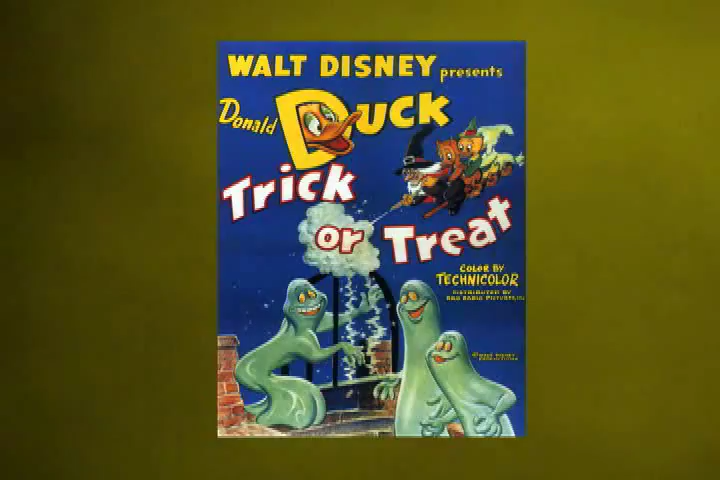 WALT DISNEY presents
Donald DUCK
Trick
or Treat
COLOR BY
TECHNICOLOR
DISTRIBUTED BY
RKO RADIO PICTURES, INC.